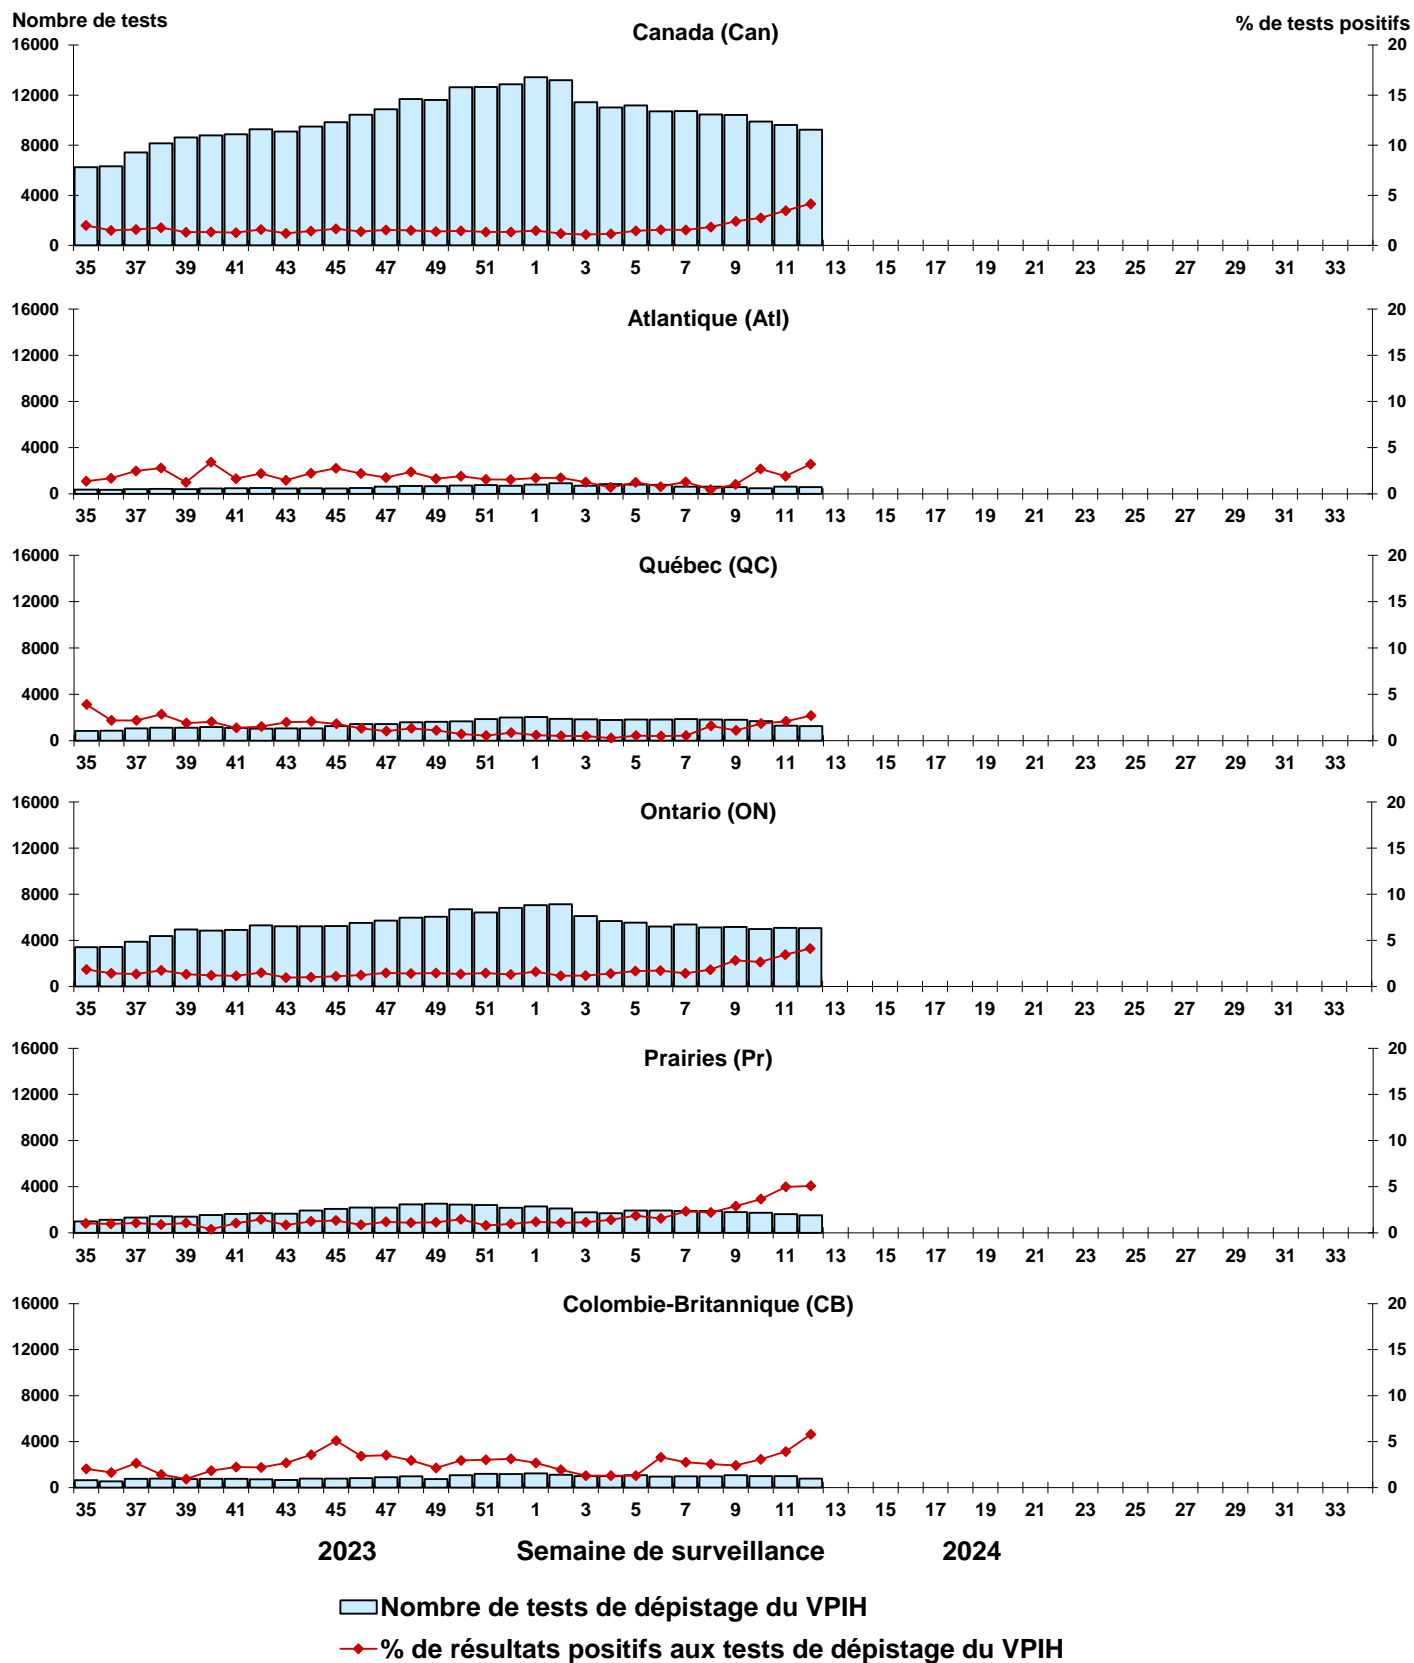 Nombre de tests
% de tests positifs
Canada (Can)
16000 20
12000 15
8000 10
4000 5
0 0
35 37 39 41 43 45 47 49 51 1 3 5 7 9 11 13 15 17 19 21 23 25 27 29 31 33
Atlantique (Atl)
16000 20
12000 15
8000 10
4000 5
0 0
35 37 39 41 43 45 47 49 51 1 3 5 7 9 11 13 15 17 19 21 23 25 27 29 31 33
Québec (QC)
16000 20
12000 15
8000 10
4000 5
0 0
35 37 39 41 43 45 47 49 51 1 3 5 7 9 11 13 15 17 19 21 23 25 27 29 31 33
Ontario (ON)
16000 20
12000 15
8000 10
4000 5
0 0
35 37 39 41 43 45 47 49 51 1 3 5 7 9 11 13 15 17 19 21 23 25 27 29 31 33
Prairies (Pr)
16000 20
12000 15
8000 10
4000 5
0 0
35 37 39 41 43 45 47 49 51 1 3 5 7 9 11 13 15 17 19 21 23 25 27 29 31 33
Colombie-Britannique (CB)
16000 20
12000 15
8000 10
4000 5
0 0
35 37 39 41 43 45 47 49 51 1 3 5 7 9 11 13 15 17 19 21 23 25 27 29 31 33
2023 Semaine de surveillance 2024
Nombre de tests de dépistage du VPIH
% de résultats positifs aux tests de dépistage du VPIH